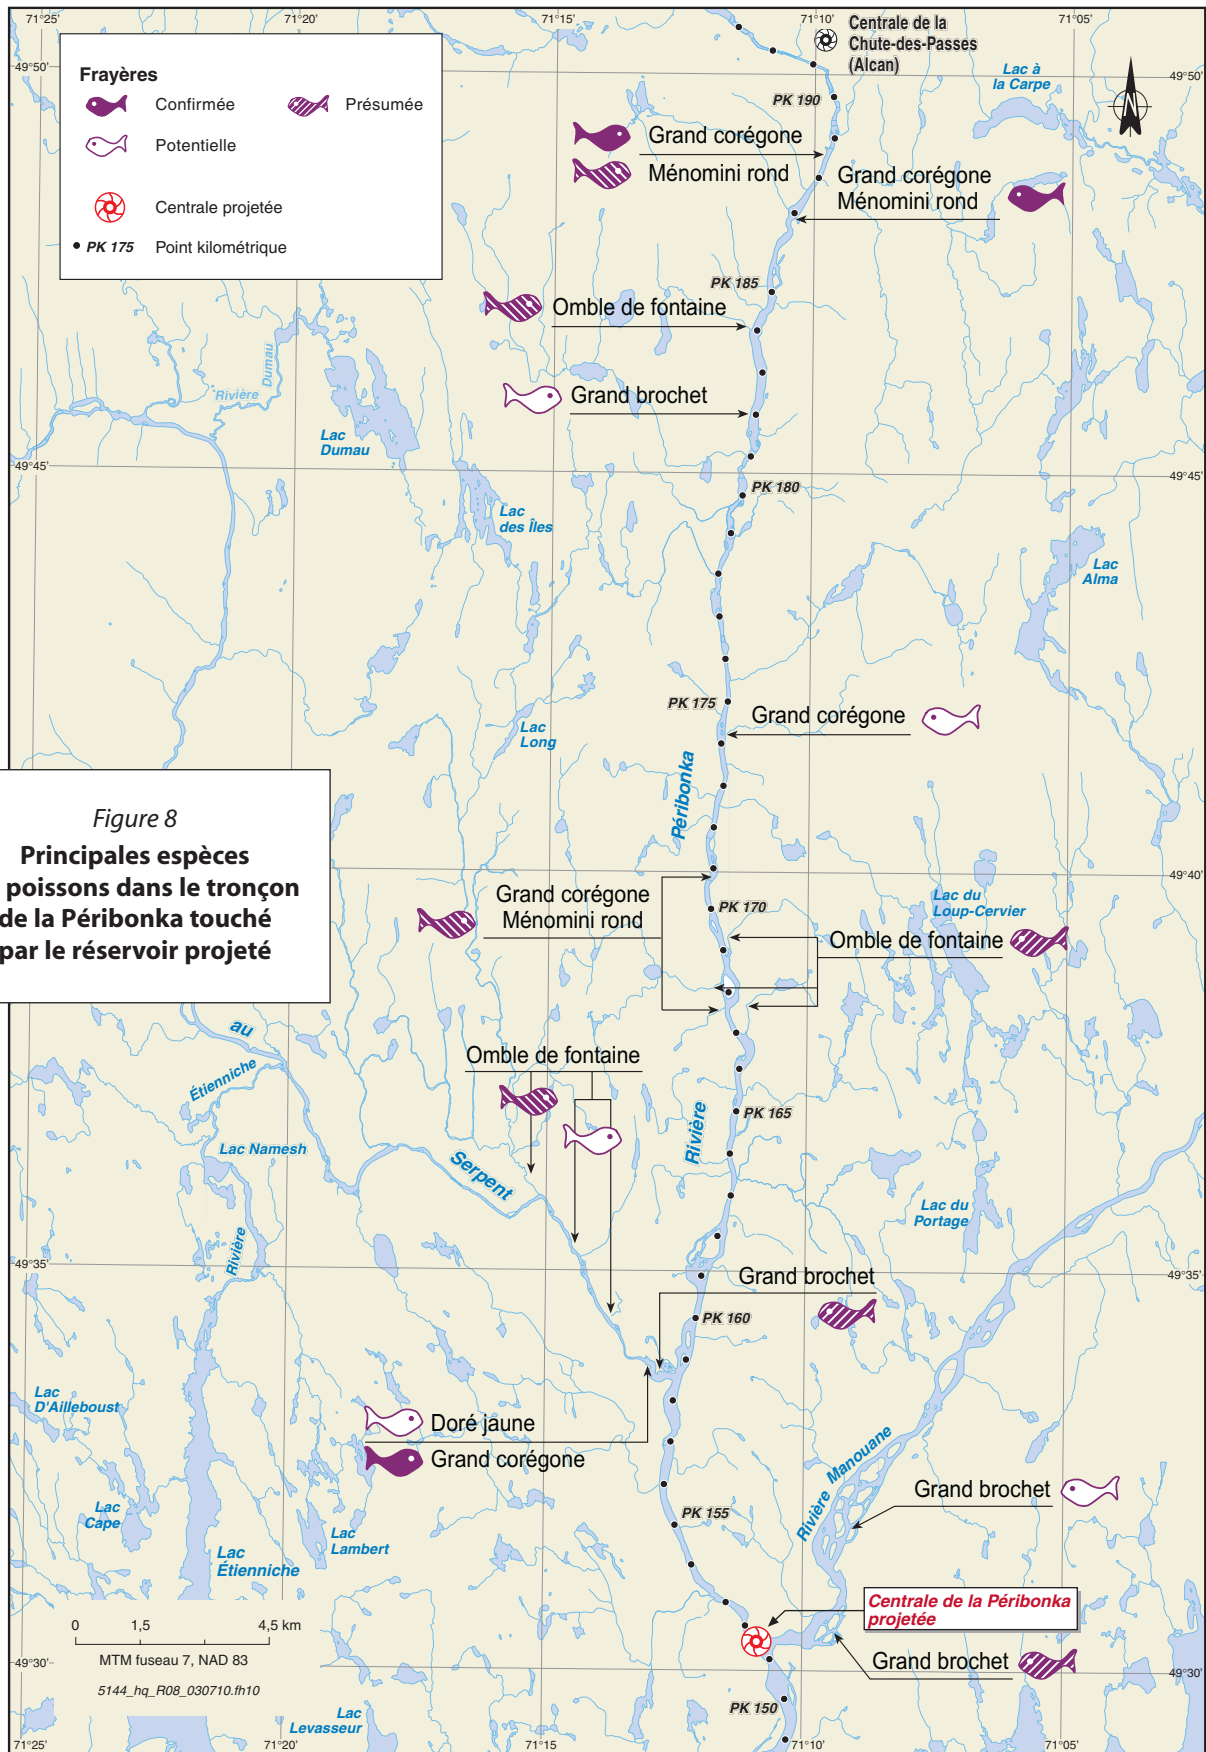 71°25'
71°20'
71°15'
71°10'
71°05'
Centrale de la
Chute-des-Passes
(Alcan)
49°50'
49°50'
Frayères
Confirmée
Présumée
Potentielle
Centrale projetée
PK 175
Point kilométrique
Lac à
la Carpe
N
PK 190
Grand corégone
Ménomini rond
Grand corégone
Ménomini rond
PK 185
Omble de fontaine
Rivière
Dumau
Grand brochet
Lac
Dumau
49°45'
49°45'
PK 180
Lac
des Îles
Lac
Alma
PK 175
Grand corégone
Lac
Long
Péribonka
Figure 8
Principales espèces
poissons dans le tronçon
de la Péribonka touché
par le réservoir projeté
49°40'
Grand corégone
Ménomini rond
PK 170
Lac du
Loup-Cervier
Omble de fontaine
au
Omble de fontaine
Étienniche
PK 165
Rivière
Lac Namesh
Serpent
Lac du
Portage
Rivière
49°35'
49°35'
Grand brochet
PK 160
Lac
D'Ailleboust
Doré jaune
Grand corégone
Rivière Manouane
Grand brochet
Lac
Cape
PK 155
Lac
Lambert
Lac
Étienniche
Centrale de la Péribonka
projetée
0
1,5
4,5 km
MTM fuseau 7, NAD 83
5144_hq_R08_030710.fh10
49°30'
49°30'
Grand brochet
PK 150
Lac
Levasseur
71°25'
71°20'
71°15'
71°10'
71°05'